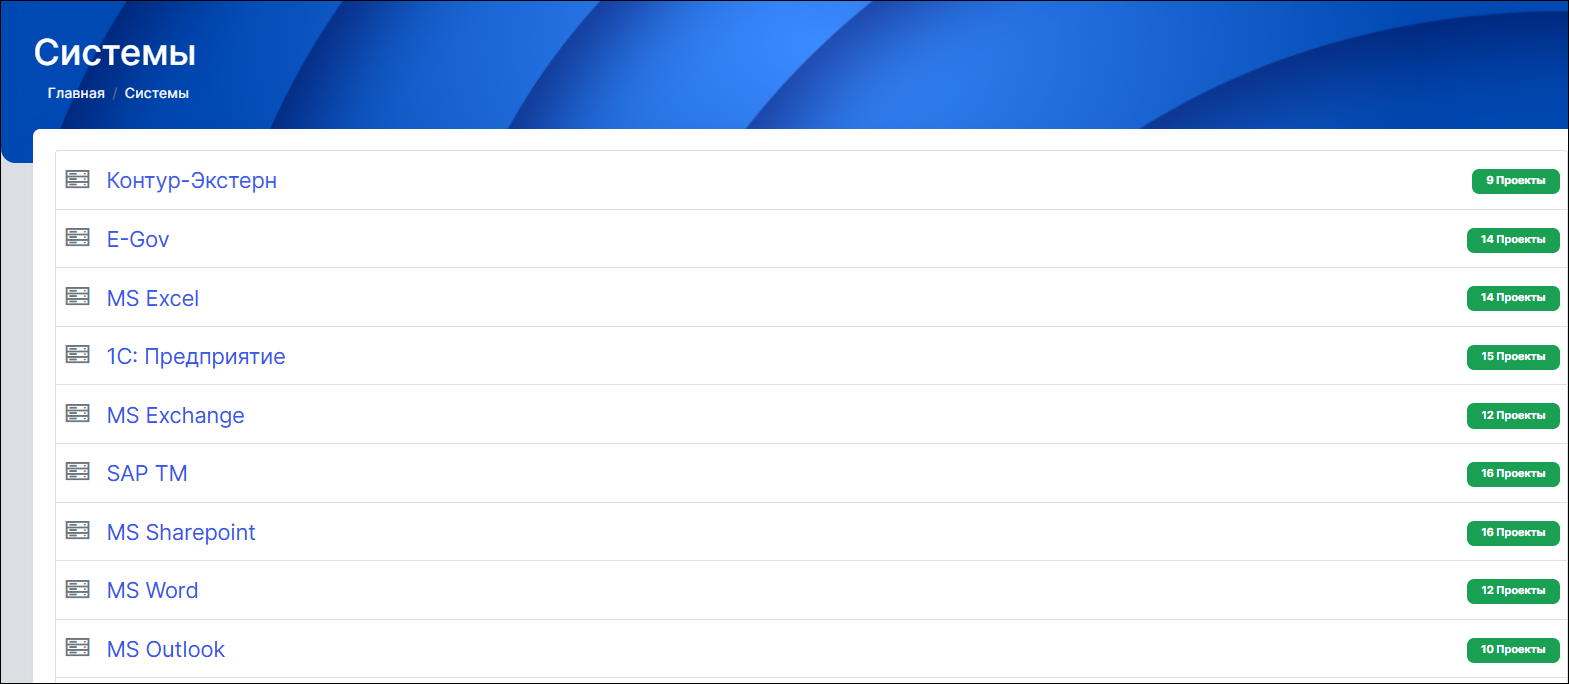 Системы
Главная / Системы
Контур-Экстерн 9 Проекты
E-Gov 14 Проекты
MS Excel 14 Проекты
1С: Предприятие 15 Проекты
MS Exchange 12 Проекты
SAP TM 16 Проекты
MS Sharepoint 16 Проекты
MS Word 12 Проекты
MS Outlook 10 Проекты